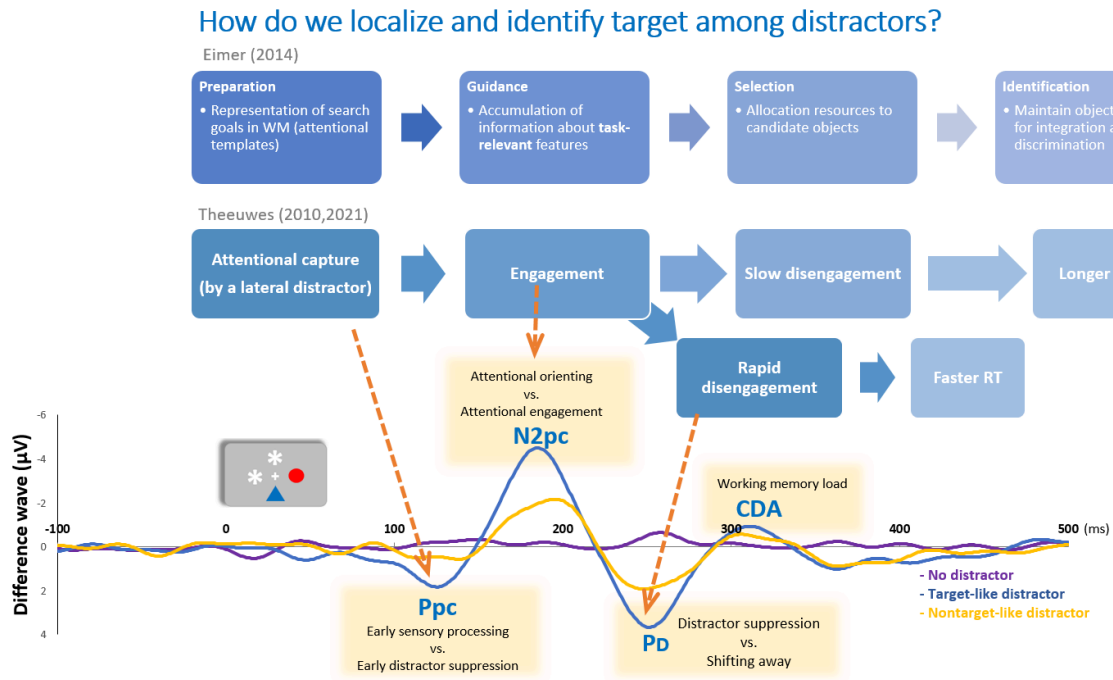 How do we localize and identify target among distractors?
Eimer (2014)
Preparation
• Representation of search
goals in WM (attentional
templates)
Guidance
• Accumulation of
information about task-
relevant features
Selection
• Allocation resources to
candidate objects
Identification
• Maintain object
for integration a
discrimination
Theeuwes (2010,2021)
Attentional capture
(by a lateral distractor)
Engagement
Slow disengagement
Longer
Rapid
disengagement
Faster RT
Attentional orienting
vs.
Attentional engagement
N2pc
Working memory load
CDA
Difference wave (µV)
-6
-4
-2
0
2
4
-100
0
100
200
300
400
500
(ms)
Ppc
Early sensory processing
vs.
Early distractor suppression
PD
Distractor suppression
vs.
Shifting away
- No distractor
- Target-like distractor
- Nontarget-like distractor